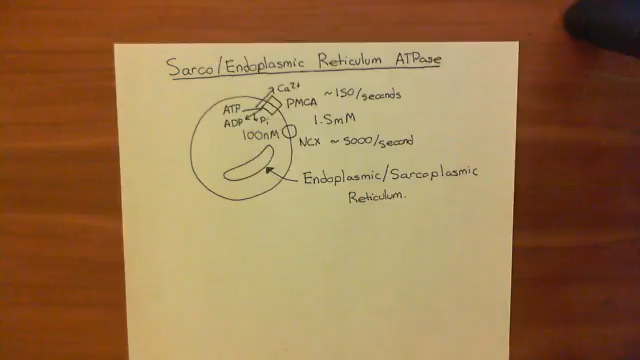 Sarco/Endoplasmic Reticulum ATPase
Ca2+
ATP
PMCA ~150/seconds
ADP Pi
1.5mM
100nM
NCX ~5000/second
Endoplasmic/Sarcoplasmic
Reticulum.